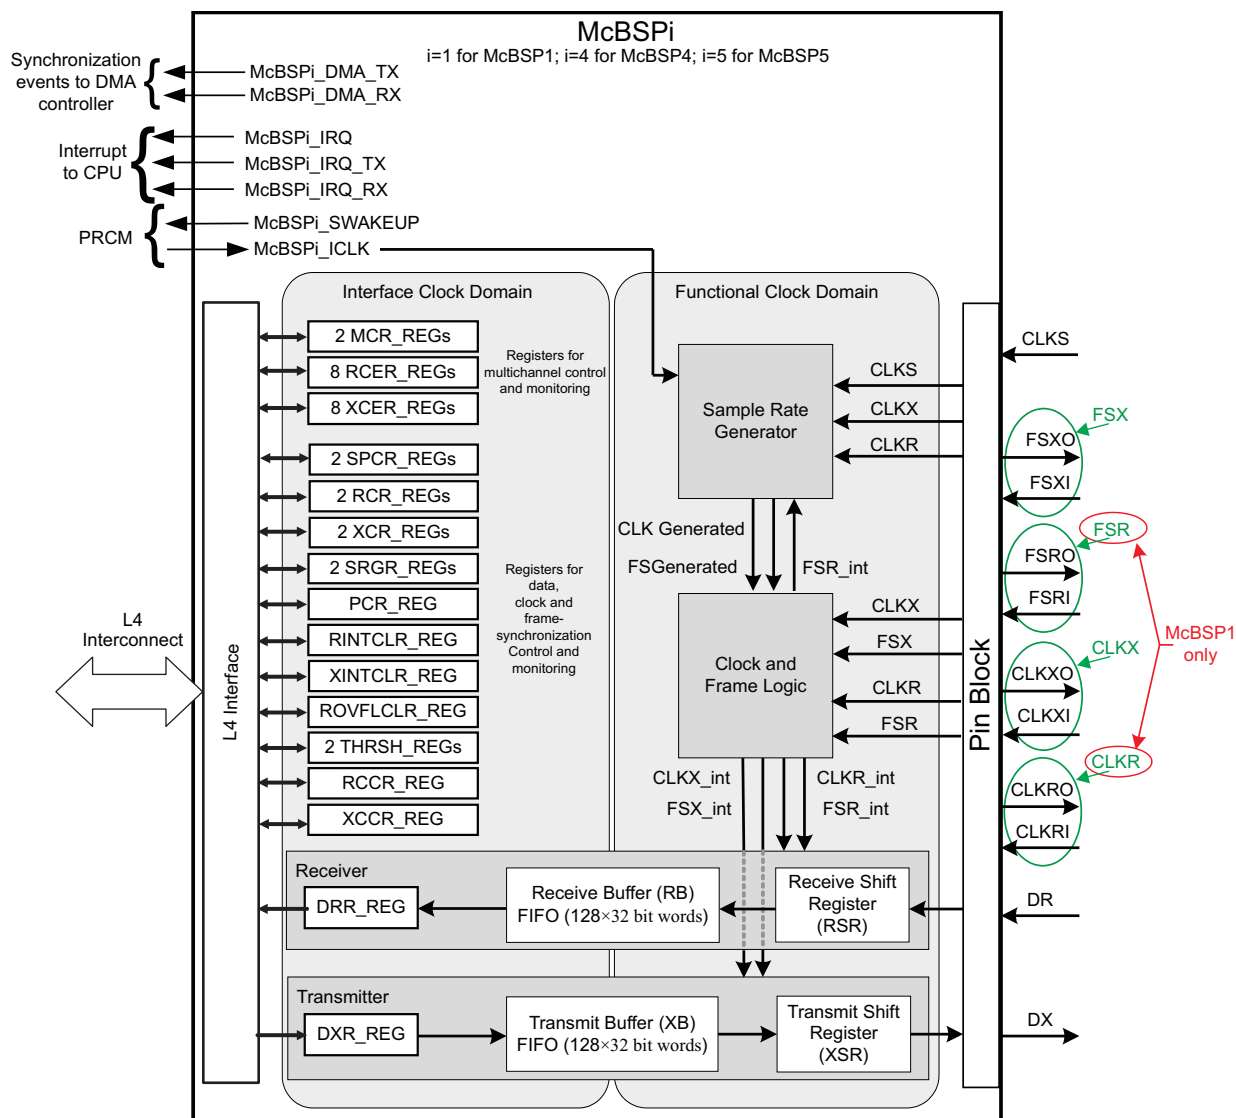 McBSPi
i=1 for McBSP1; i=4 for McBSP4; i=5 for McBSP5
Synchronization
events to DMA
controller
McBSPi_DMA_TX
McBSPi_DMA_RX
Interrupt
to CPU
McBSPi_IRQ
McBSPi_IRQ_TX
McBSPi_IRQ_RX
PRCM
McBSPi_SWAKEUP
McBSPi_ICLK
Interface Clock Domain
Functional Clock Domain
L4
Interconnect
L4 Interface
2 MCR_REGs
8 RCER_REGs
8 XCER_REGs
Registers for
multichannel control
and monitoring
2 SPCR_REGs
2 RCR_REGs
2 XCR_REGs
2 SRGR_REGs
PCR_REG
RINTCLR_REG
XINTCLR_REG
ROVFLCLR_REG
2 THRSH_REGs
RCCR_REG
XCCR_REG
Registers for
data,
clock and
frame-
synchronization
Control and
monitoring
Sample Rate
Generator
CLKS
CLKX
CLKR
CLK Generated
FSGenerated
FSR_int
Clock and
Frame Logic
CLKX
FSX
CLKR
FSR
CLKX_int
FSX_int
CLKR_int
FSR_int
Receiver
DRR_REG
Receive Buffer (RB)
FIFO (128×32 bit words)
Receive Shift
Register
(RSR)
Transmitter
DXR_REG
Transmit Buffer (XB)
FIFO (128×32 bit words)
Transmit Shift
Register
(XSR)
Pin Block
CLKS
FSX
FSXO
FSXI
FSR
FSRO
FSRI
McBSP1
only
CLKX
CLKXO
CLKXI
CLKR
CLKRO
CLKRI
DR
DX